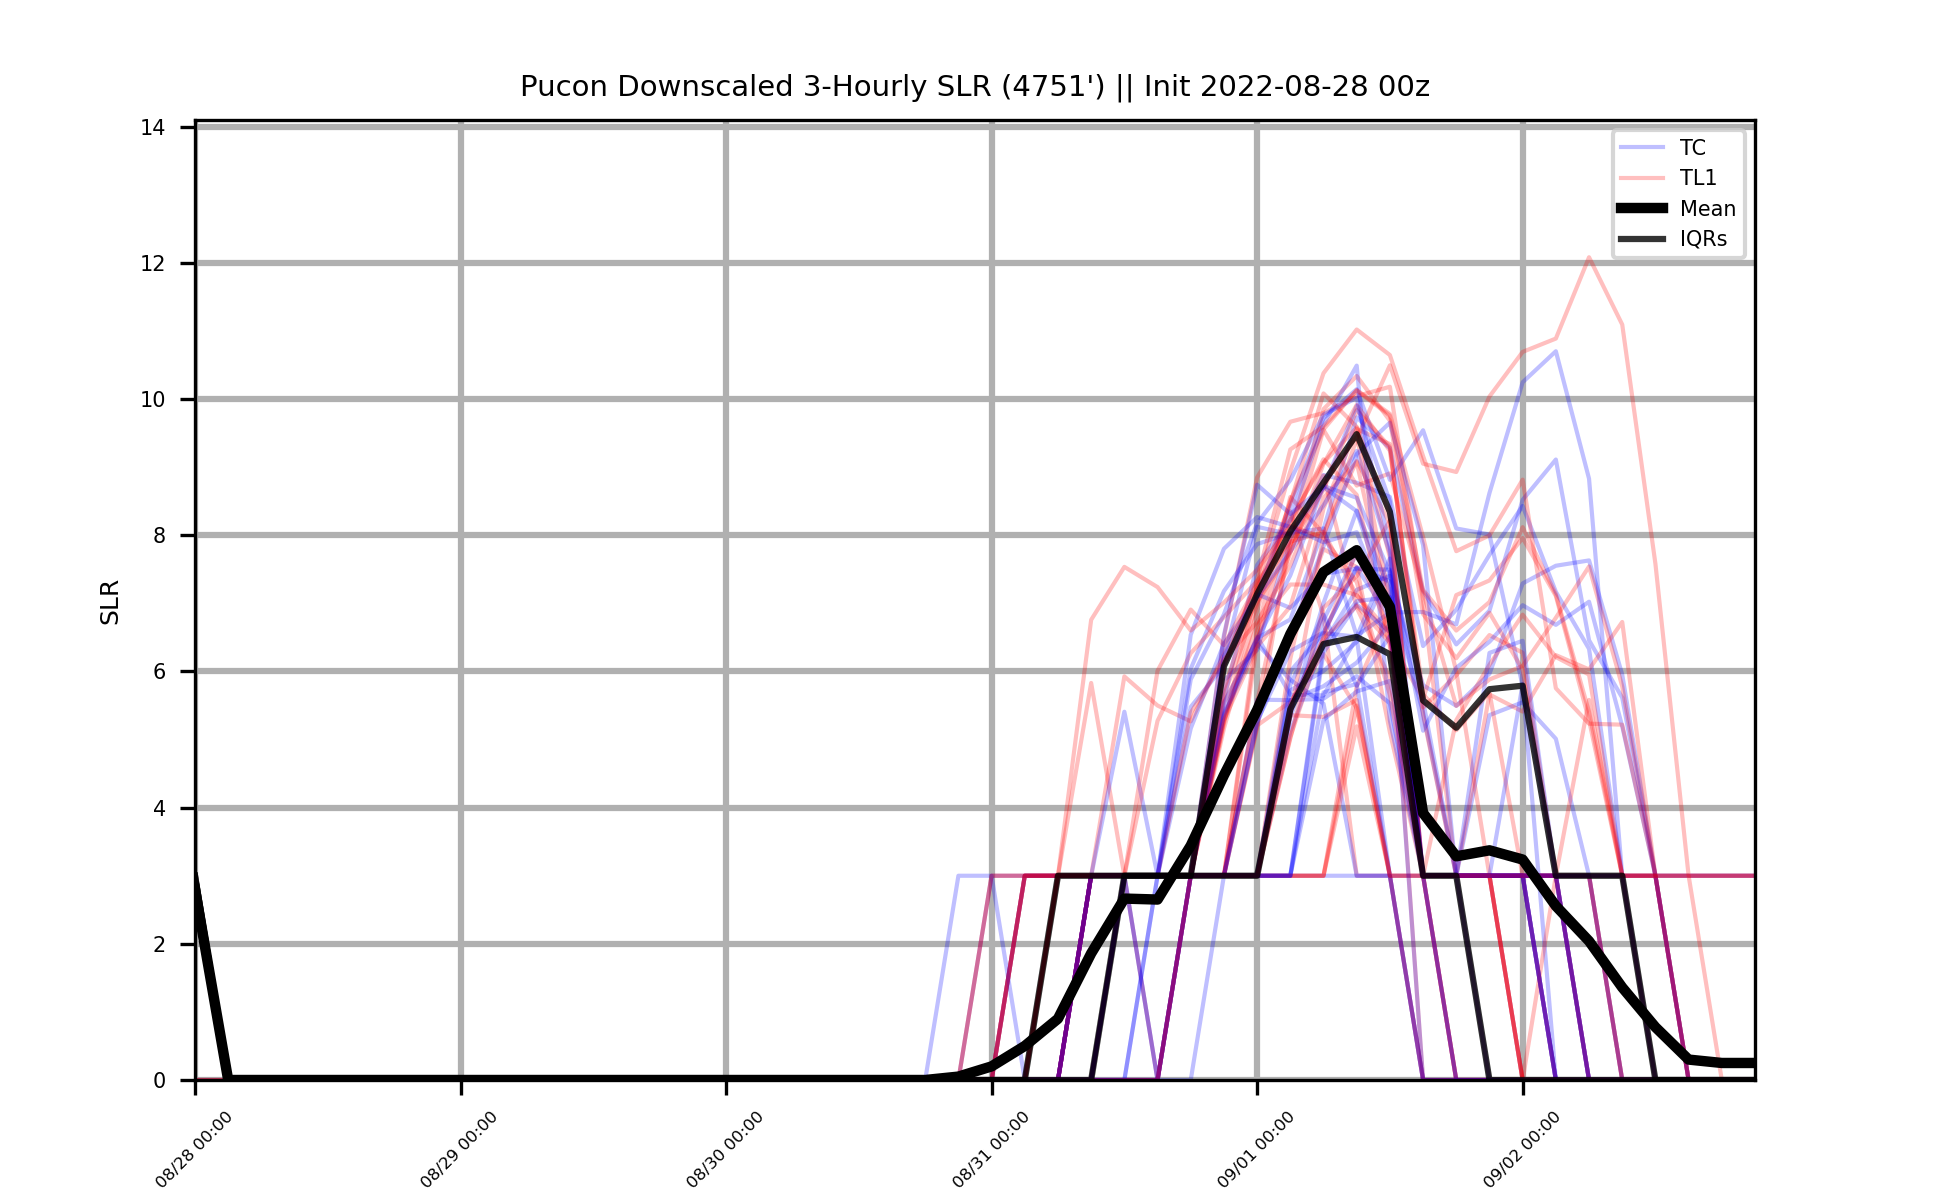 Pucon Downscaled 3-Hourly SLR (4751') || Init 2022-08-28 00z
14
12
10
8
6
4
2
0
SLR
TC
TL1
Mean
IQRs
08/28 00:00
08/29 00:00
08/30 00:00
08/31 00:00
09/01 00:00
09/02 00:00